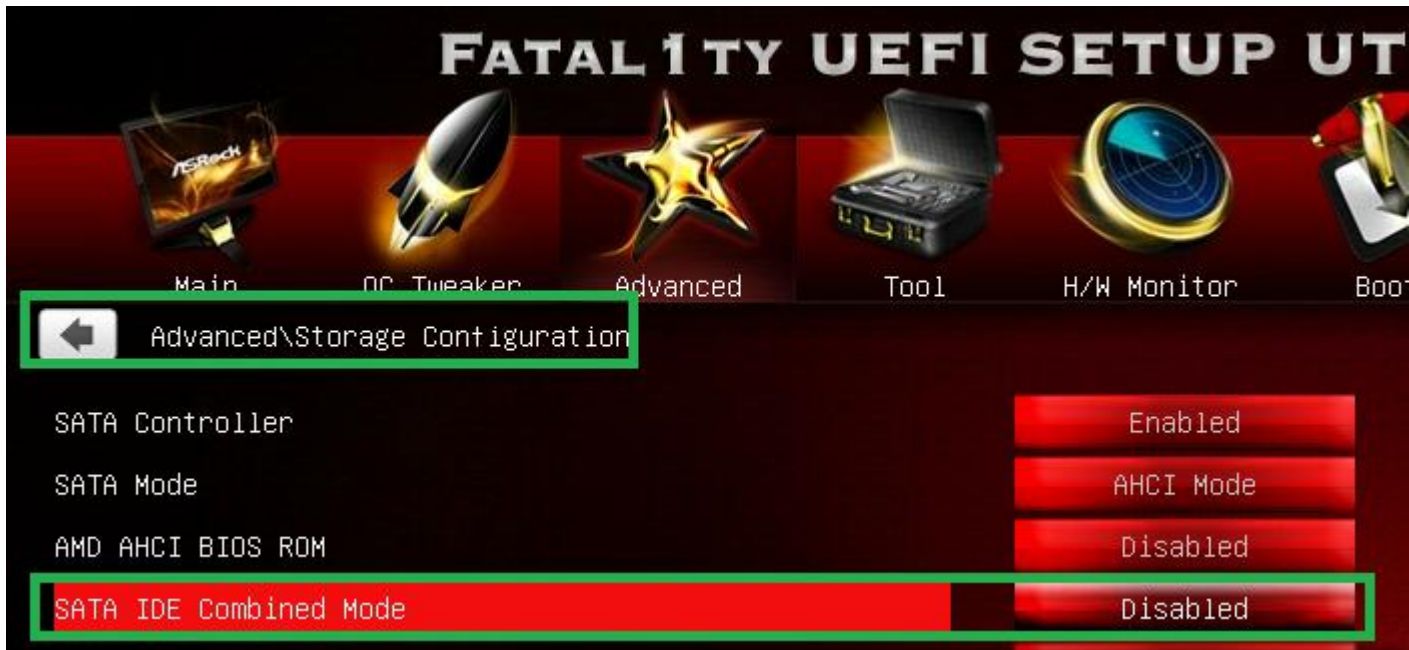 FATAL1TY UEFI SETUP UT
ASRock
Main OC Tweaker Advanced Tool H/W Monitor Boot
Advanced\Storage Configuration
SATA Controller Enabled
SATA Mode AHCI Mode
AMD AHCI BIOS ROM Disabled
SATA IDE Combined Mode Disabled